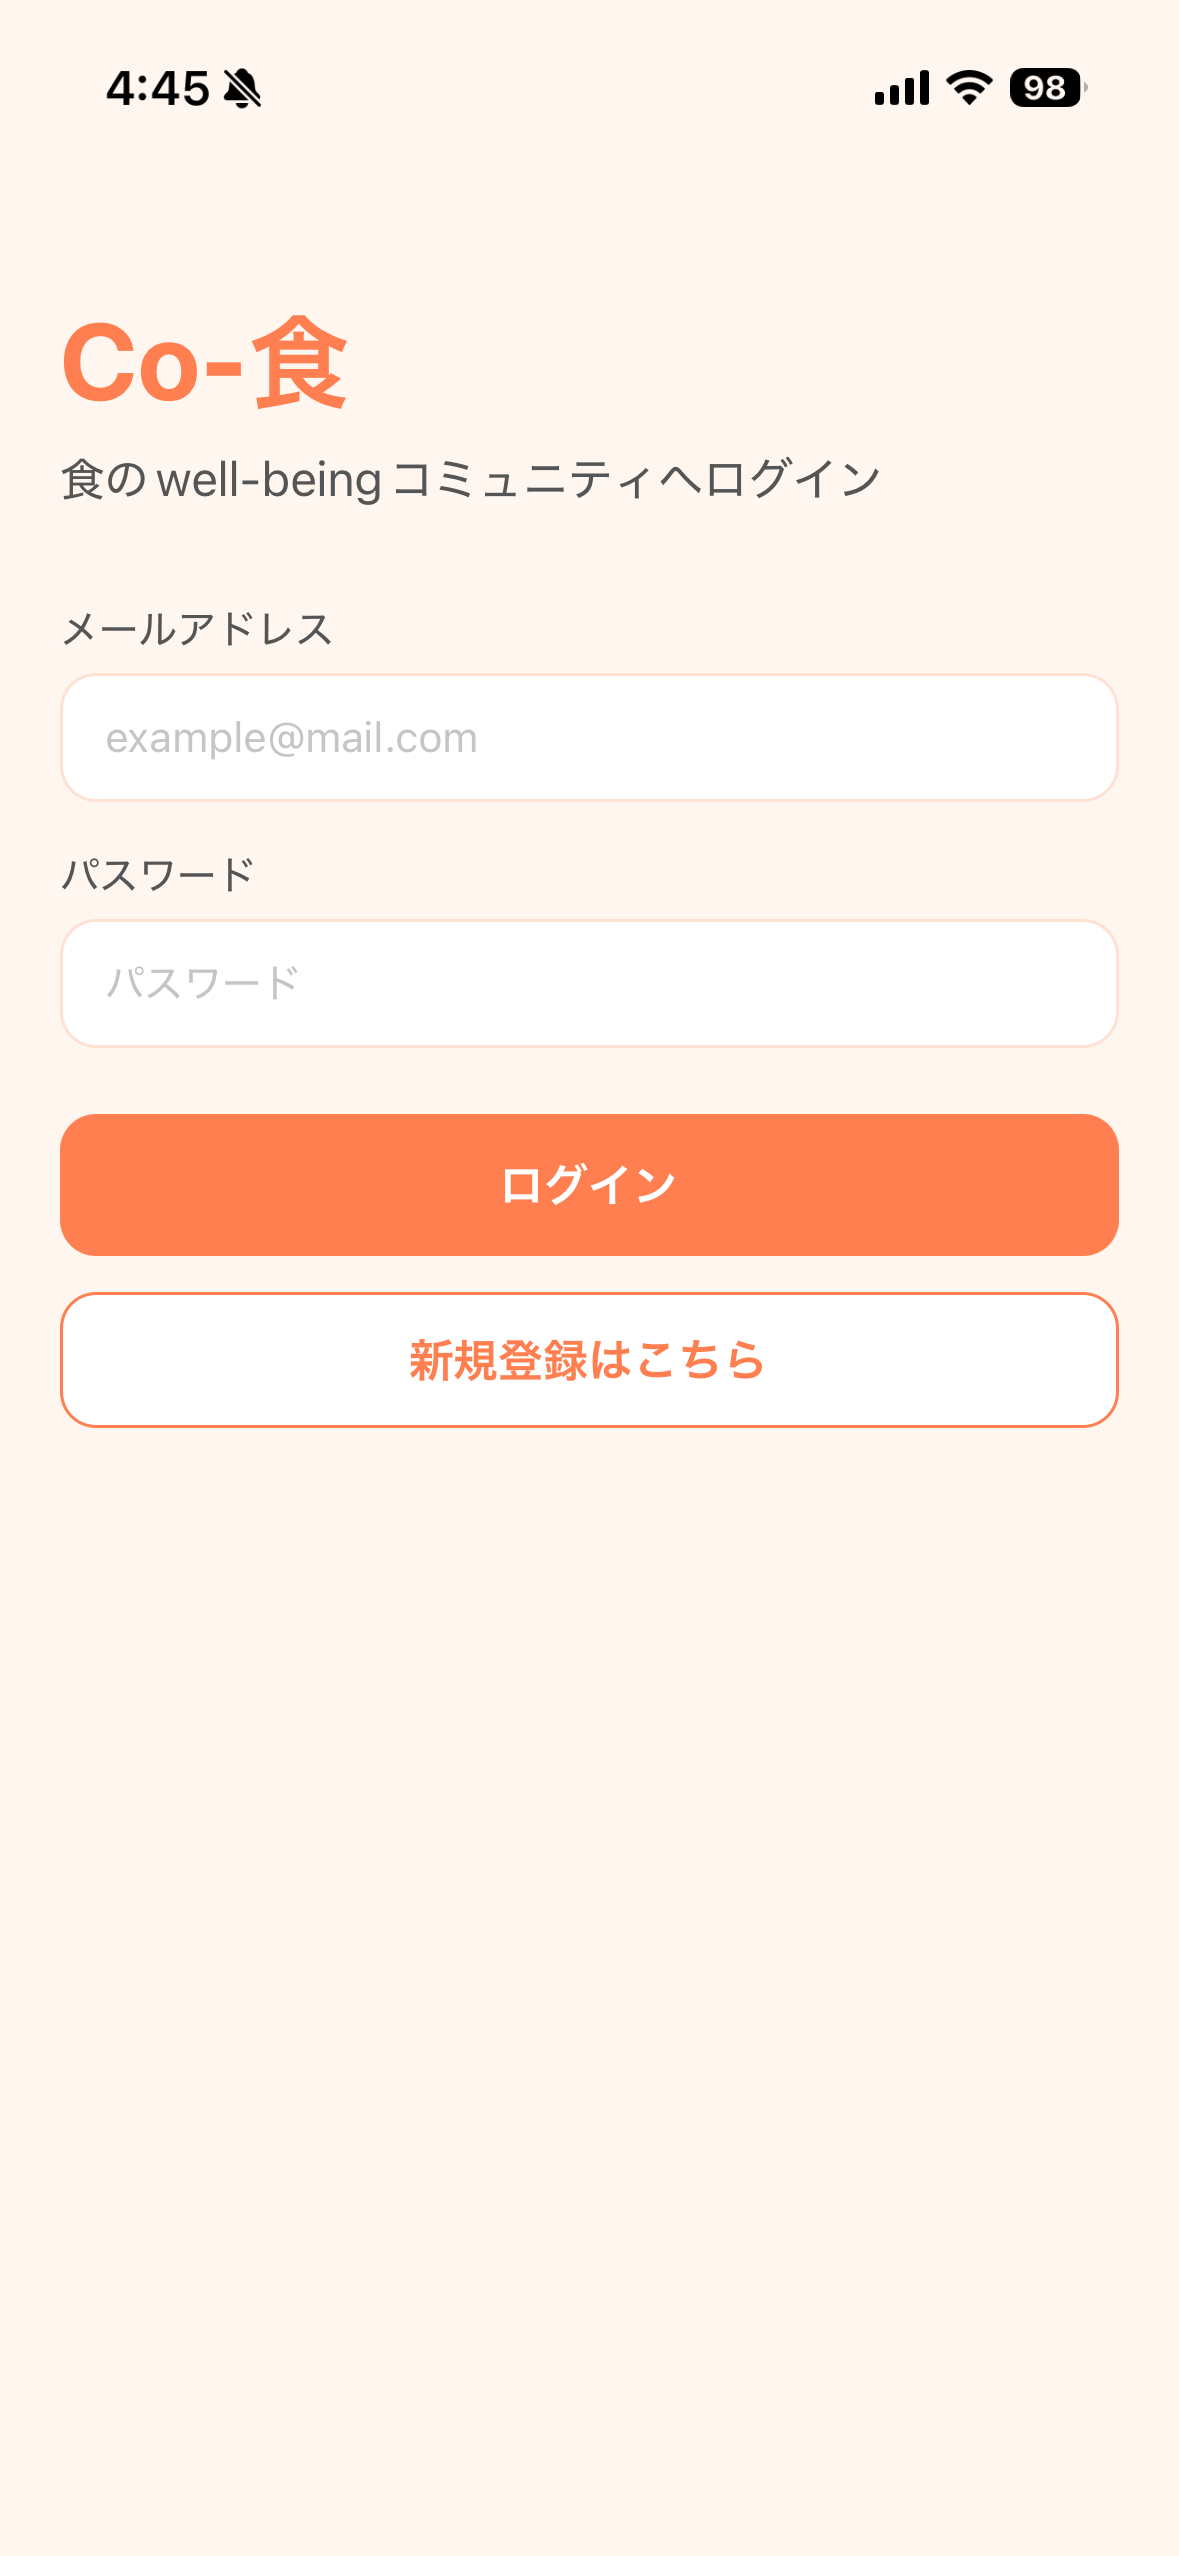 4:45
98
Co-食
食の well-being コミュニティへログイン
メールアドレス
example@mail.com
パスワード
パスワード
ログイン
新規登録はこちら